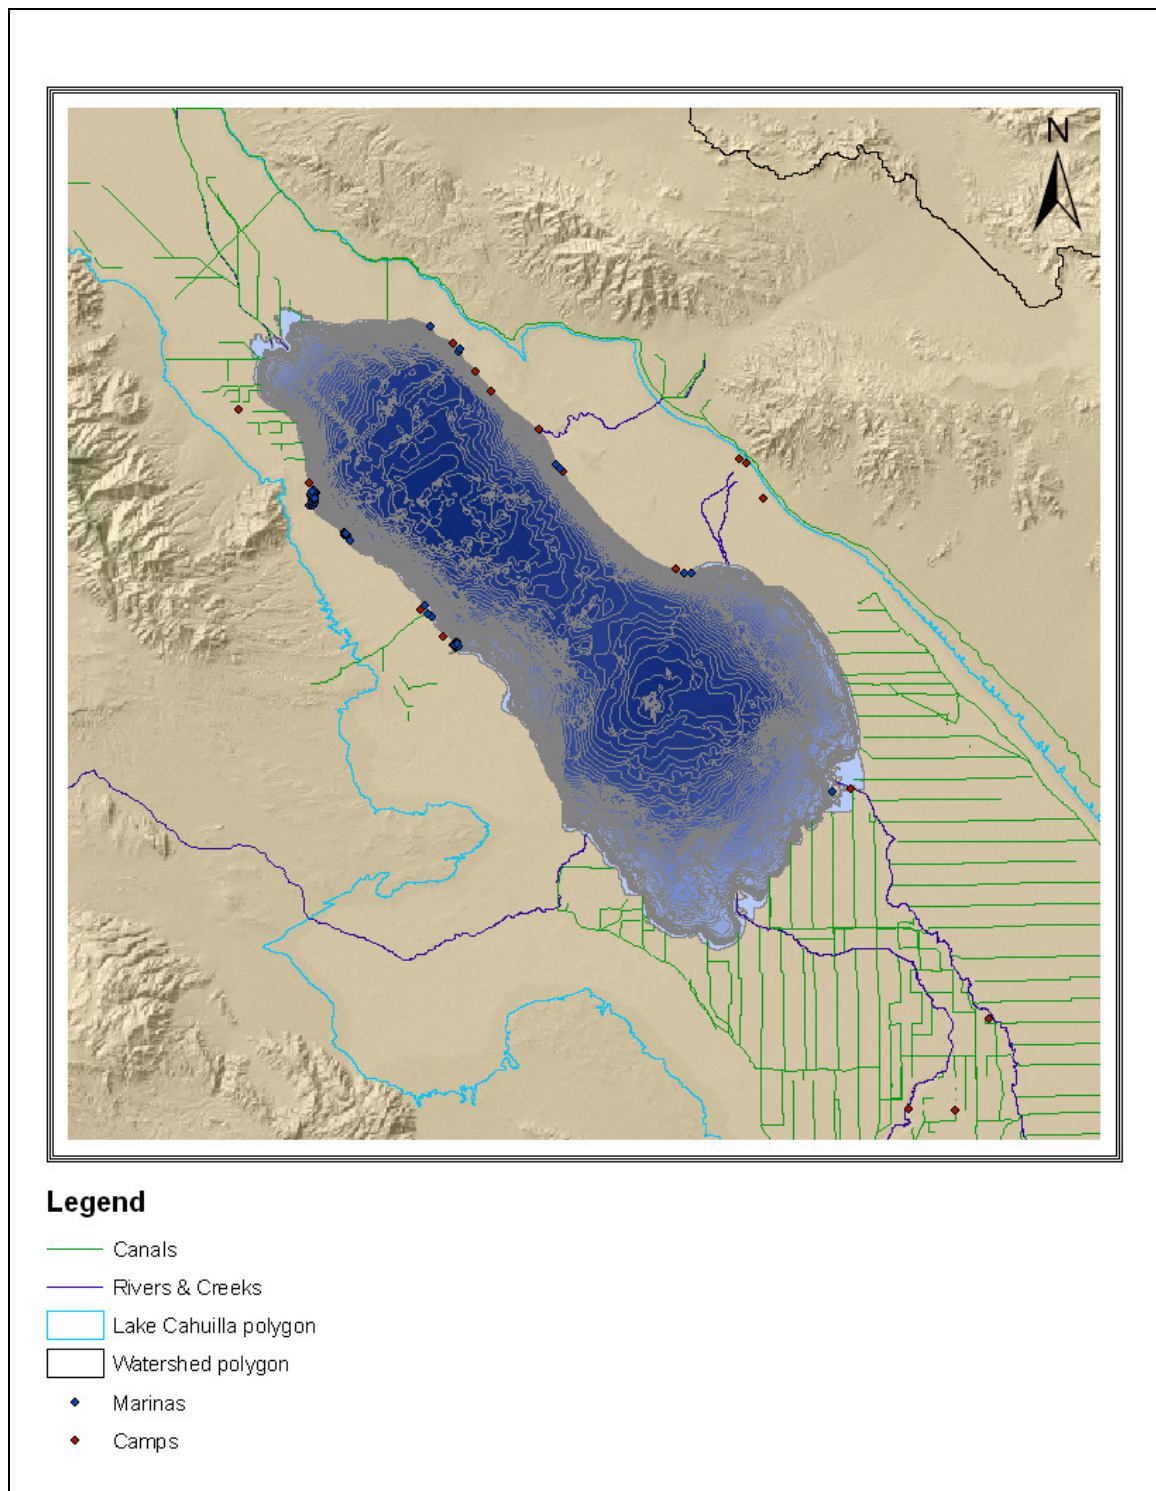 N
Legend
Canals
Rivers & Creeks
Lake Cahuilla polygon
Watershed polygon
Marinas
Camps